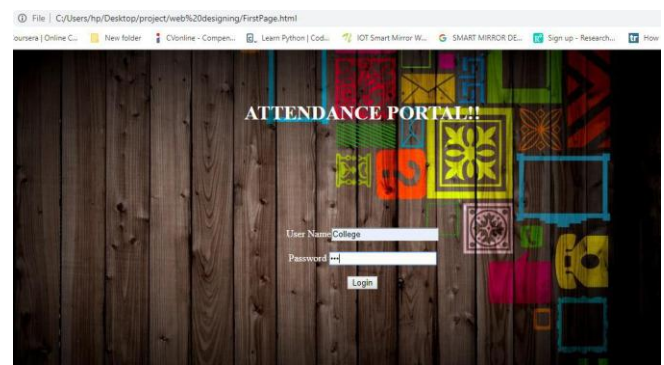 File | C:/Users/hp/Desktop/project/web%20designing/FirstPage.html
oursera | Online C... New folder CVonline - Compen... Learn Python | Cod... IOT Smart Mirror W... SMART MIRROR DE... Sign up - Research... How
ATTENDANCE PORTAL!!
User Name College
Password •••
Login